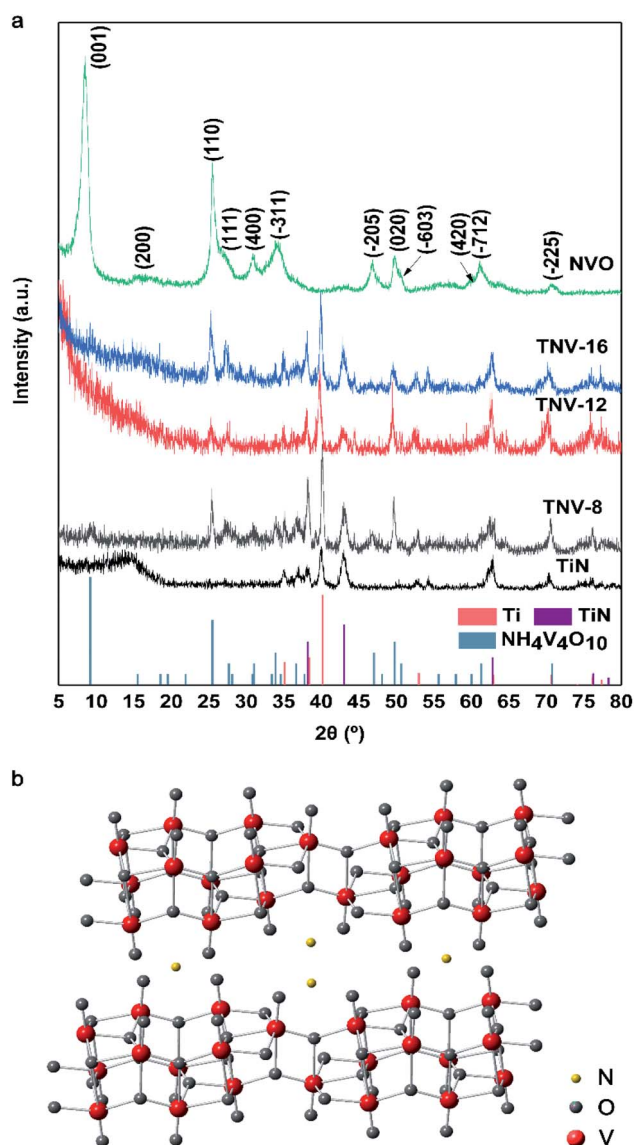 a
(001)
(110)
(200)
(111)
(400)
(-311)
(-205)
(020)
(-603)
(420)
(-712)
(-225)
NVO
TNV-16
TNV-12
TNV-8
TiN
Intensity (a.u.)
Ti TiN
NH₄V₄O₁₀
5 10 15 20 25 30 35 40 45 50 55 60 65 70 75 80
2θ (º)
b
N
O
V